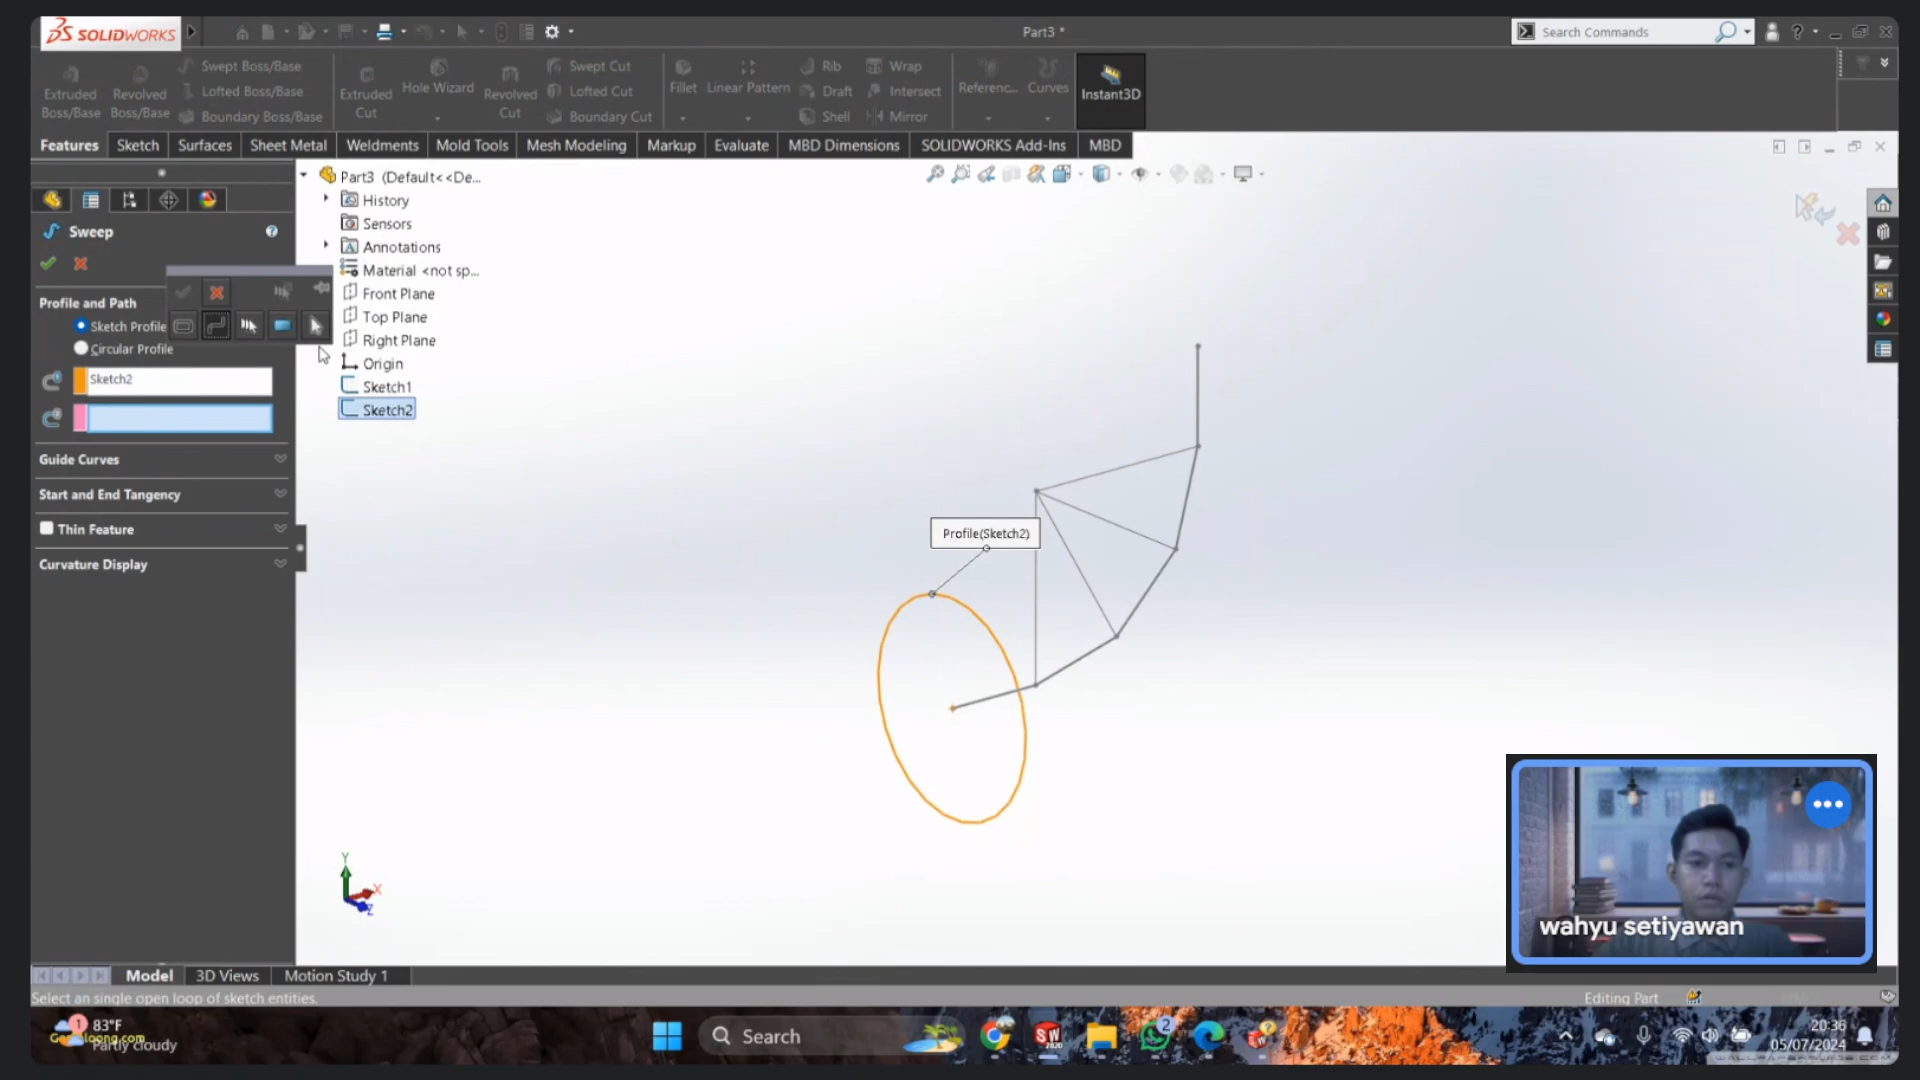 SOLIDWORKS
Part3 *
Search Commands
Extruded Boss/Base
Revolved Boss/Base
Swept Boss/Base
Lofted Boss/Base
Boundary Boss/Base
Extruded Cut
Hole Wizard
Revolved Cut
Swept Cut
Lofted Cut
Boundary Cut
Fillet
Linear Pattern
Rib
Draft
Shell
Wrap
Intersect
Mirror
Referenc...
Curves
Instant3D
Features
Sketch
Surfaces
Sheet Metal
Weldments
Mold Tools
Mesh Modeling
Markup
Evaluate
MBD Dimensions
SOLIDWORKS Add-Ins
MBD
Sweep
Profile and Path
Sketch Profile
Circular Profile
Sketch2
Guide Curves
Start and End Tangency
Thin Feature
Curvature Display
Part3 (Default<<De...
History
Sensors
Annotations
Material <not sp...
Front Plane
Top Plane
Right Plane
Origin
Sketch1
Sketch2
Profile(Sketch2)
Y
X
Z
wahyu setiyawan
Model
3D Views
Motion Study 1
Select an single open loop of sketch entities.
Editing Part
1
83°F
Partly cloudy
Search
SW
2020
2
20:36
05/07/2024